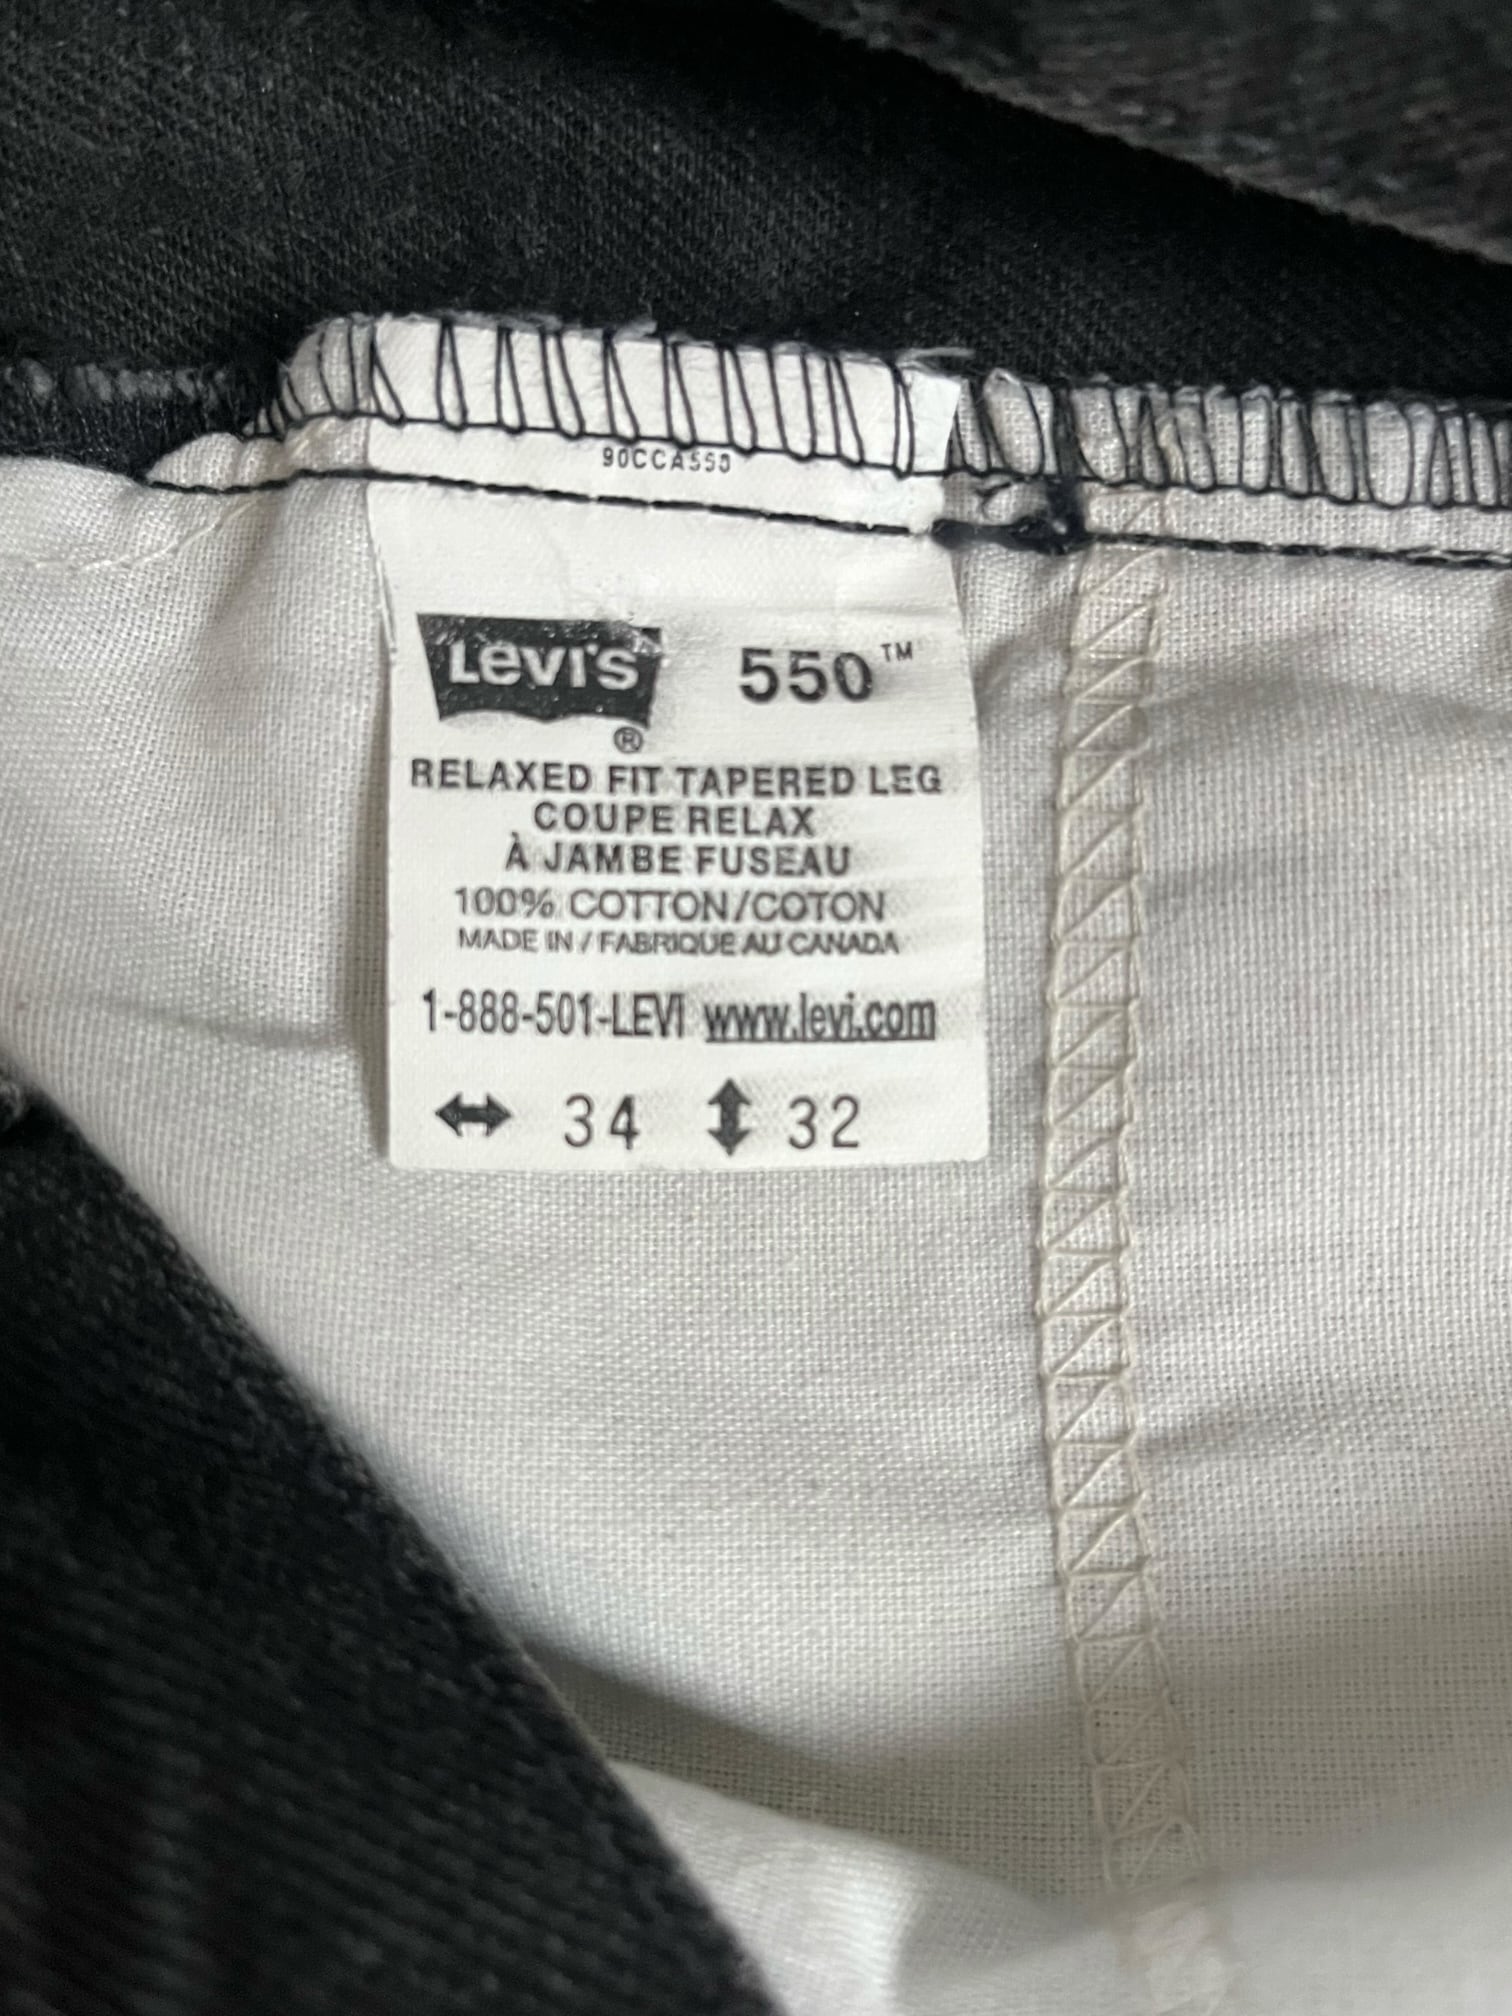 90CCA550
LEVI'S 550™
®
RELAXED FIT TAPERED LEG
COUPE RELAX
À JAMBE FUSEAU
100% COTTON/COTON
MADE IN / FABRIQUE AU CANADA
1-888-501-LEVI www.levi.com
↔ 34 ↕ 32